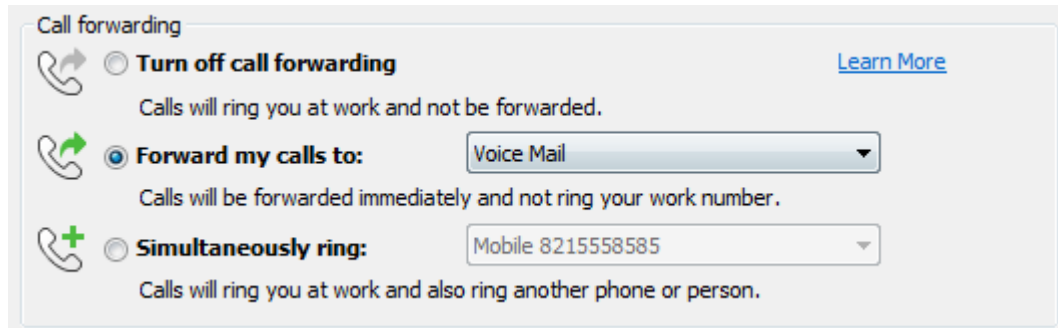 Call forwarding
Turn off call forwarding Learn More
Calls will ring you at work and not be forwarded.
Forward my calls to: Voice Mail
Calls will be forwarded immediately and not ring your work number.
Simultaneously ring: Mobile 8215558585
Calls will ring you at work and also ring another phone or person.